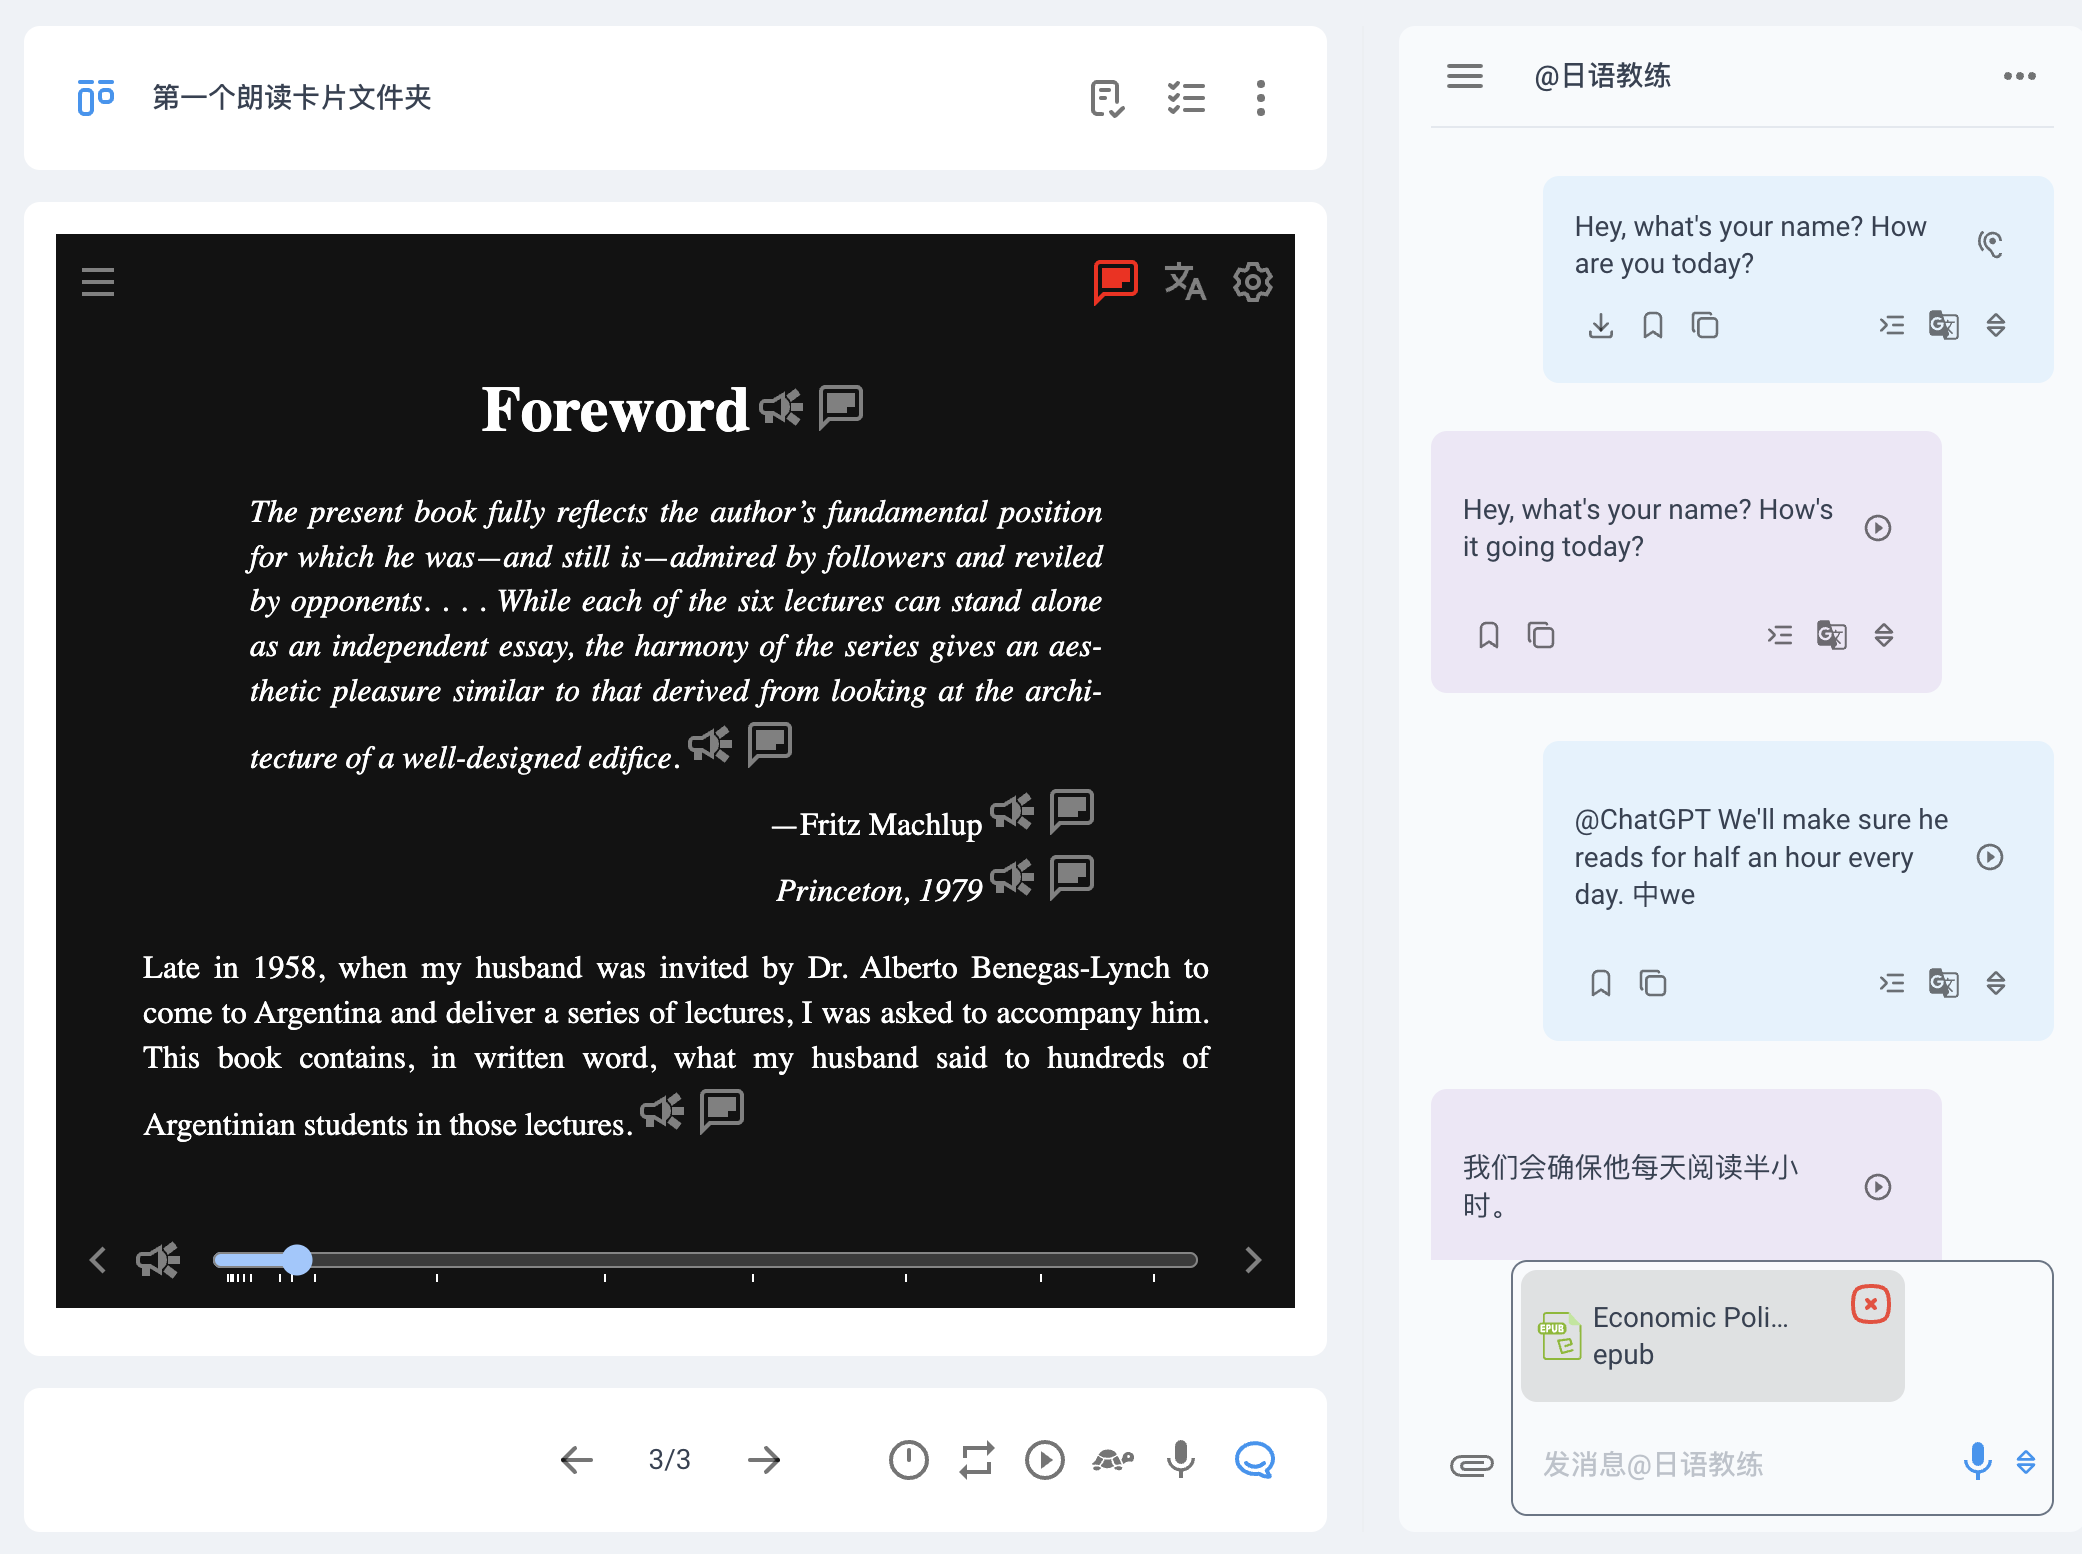 第一个朗读卡片文件夹
Foreword
The present book fully reflects the author’s fundamental position
for which he was—and still is—admired by followers and reviled
by opponents. . . . While each of the six lectures can stand alone
as an independent essay, the harmony of the series gives an aes-
thetic pleasure similar to that derived from looking at the archi-
tecture of a well-designed edifice.
—Fritz Machlup
Princeton, 1979
Late in 1958, when my husband was invited by Dr. Alberto Benegas-Lynch to
come to Argentina and deliver a series of lectures, I was asked to accompany him.
This book contains, in written word, what my husband said to hundreds of
Argentinian students in those lectures.
3/3
@日语教练
Hey, what's your name? How
are you today?
Hey, what's your name? How's
it going today?
@ChatGPT We'll make sure he
reads for half an hour every
day. 中we
我们会确保他每天阅读半小
时。
EPUB
Economic Poli...
epub
发消息@日语教练